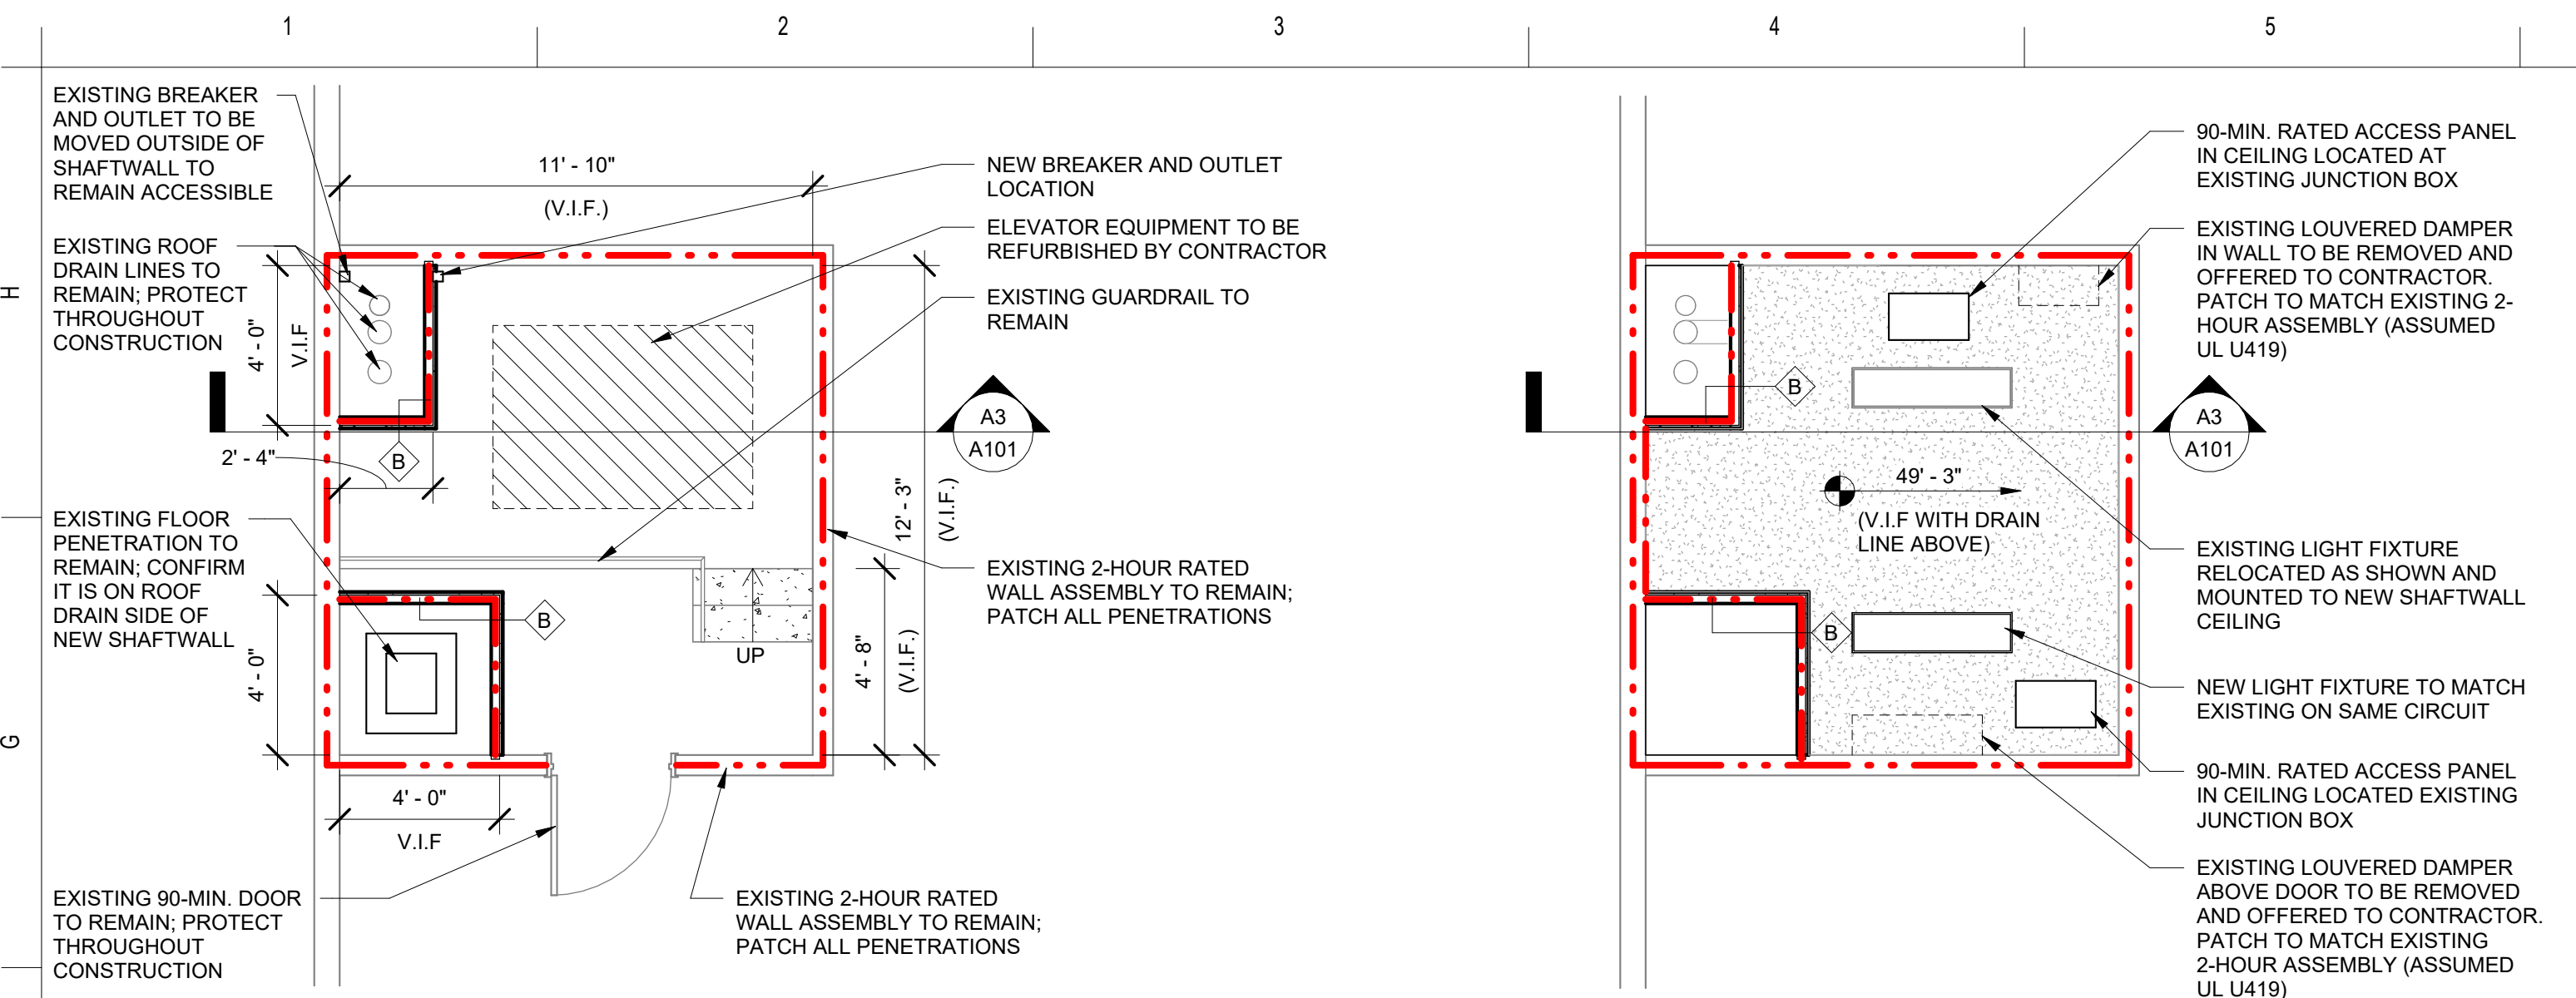 1
2
3
4
5
H
G
EXISTING BREAKER
AND OUTLET TO BE
MOVED OUTSIDE OF
SHAFTWALL TO
REMAIN ACCESSIBLE
EXISTING ROOF
DRAIN LINES TO
REMAIN; PROTECT
THROUGHOUT
CONSTRUCTION
EXISTING FLOOR
PENETRATION TO
REMAIN; CONFIRM
IT IS ON ROOF
DRAIN SIDE OF
NEW SHAFTWALL
EXISTING 90-MIN. DOOR
TO REMAIN; PROTECT
THROUGHOUT
CONSTRUCTION
11' - 10"
(V.I.F.)
4' - 0"
V.I.F
2' - 4"
B
4' - 0"
B
4' - 0"
V.I.F
UP
12' - 3"
(V.I.F.)
4' - 8"
(V.I.F.)
A3
A101
NEW BREAKER AND OUTLET
LOCATION
ELEVATOR EQUIPMENT TO BE
REFURBISHED BY CONTRACTOR
EXISTING GUARDRAIL TO
REMAIN
EXISTING 2-HOUR RATED
WALL ASSEMBLY TO REMAIN;
PATCH ALL PENETRATIONS
EXISTING 2-HOUR RATED
WALL ASSEMBLY TO REMAIN;
PATCH ALL PENETRATIONS
B
49' - 3"
(V.I.F WITH DRAIN
LINE ABOVE)
B
A3
A101
90-MIN. RATED ACCESS PANEL
IN CEILING LOCATED AT
EXISTING JUNCTION BOX
EXISTING LOUVERED DAMPER
IN WALL TO BE REMOVED AND
OFFERED TO CONTRACTOR.
PATCH TO MATCH EXISTING 2-
HOUR ASSEMBLY (ASSUMED
UL U419)
EXISTING LIGHT FIXTURE
RELOCATED AS SHOWN AND
MOUNTED TO NEW SHAFTWALL
CEILING
NEW LIGHT FIXTURE TO MATCH
EXISTING ON SAME CIRCUIT
90-MIN. RATED ACCESS PANEL
IN CEILING LOCATED EXISTING
JUNCTION BOX
EXISTING LOUVERED DAMPER
ABOVE DOOR TO BE REMOVED
AND OFFERED TO CONTRACTOR.
PATCH TO MATCH EXISTING
2-HOUR ASSEMBLY (ASSUMED
UL U419)